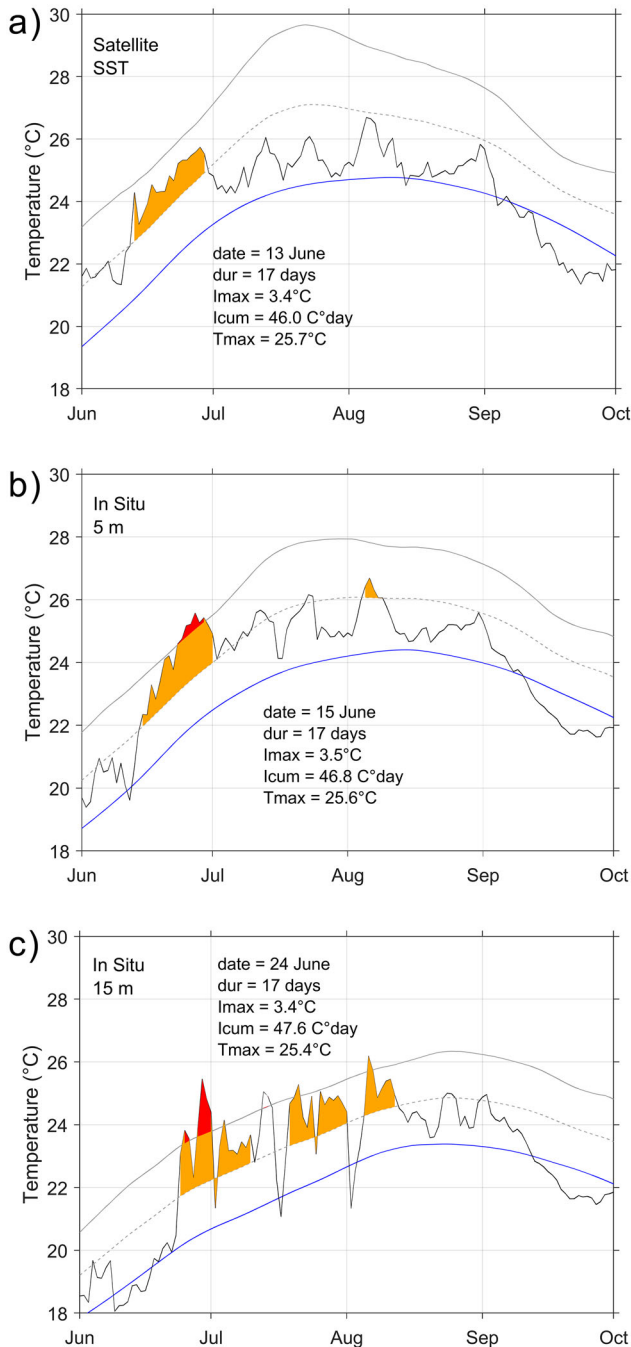 a)
30
28
26
24
22
20
18
Temperature (°C)
Satellite
SST
date = 13 June
dur = 17 days
Imax = 3.4°C
Icum = 46.0 C°day
Tmax = 25.7°C
Jun Jul Aug Sep Oct
b)
30
28
26
24
22
20
18
Temperature (°C)
In Situ
5 m
date = 15 June
dur = 17 days
Imax = 3.5°C
Icum = 46.8 C°day
Tmax = 25.6°C
Jun Jul Aug Sep Oct
c)
30
28
26
24
22
20
18
Temperature (°C)
In Situ
15 m
date = 24 June
dur = 17 days
Imax = 3.4°C
Icum = 47.6 C°day
Tmax = 25.4°C
Jun Jul Aug Sep Oct